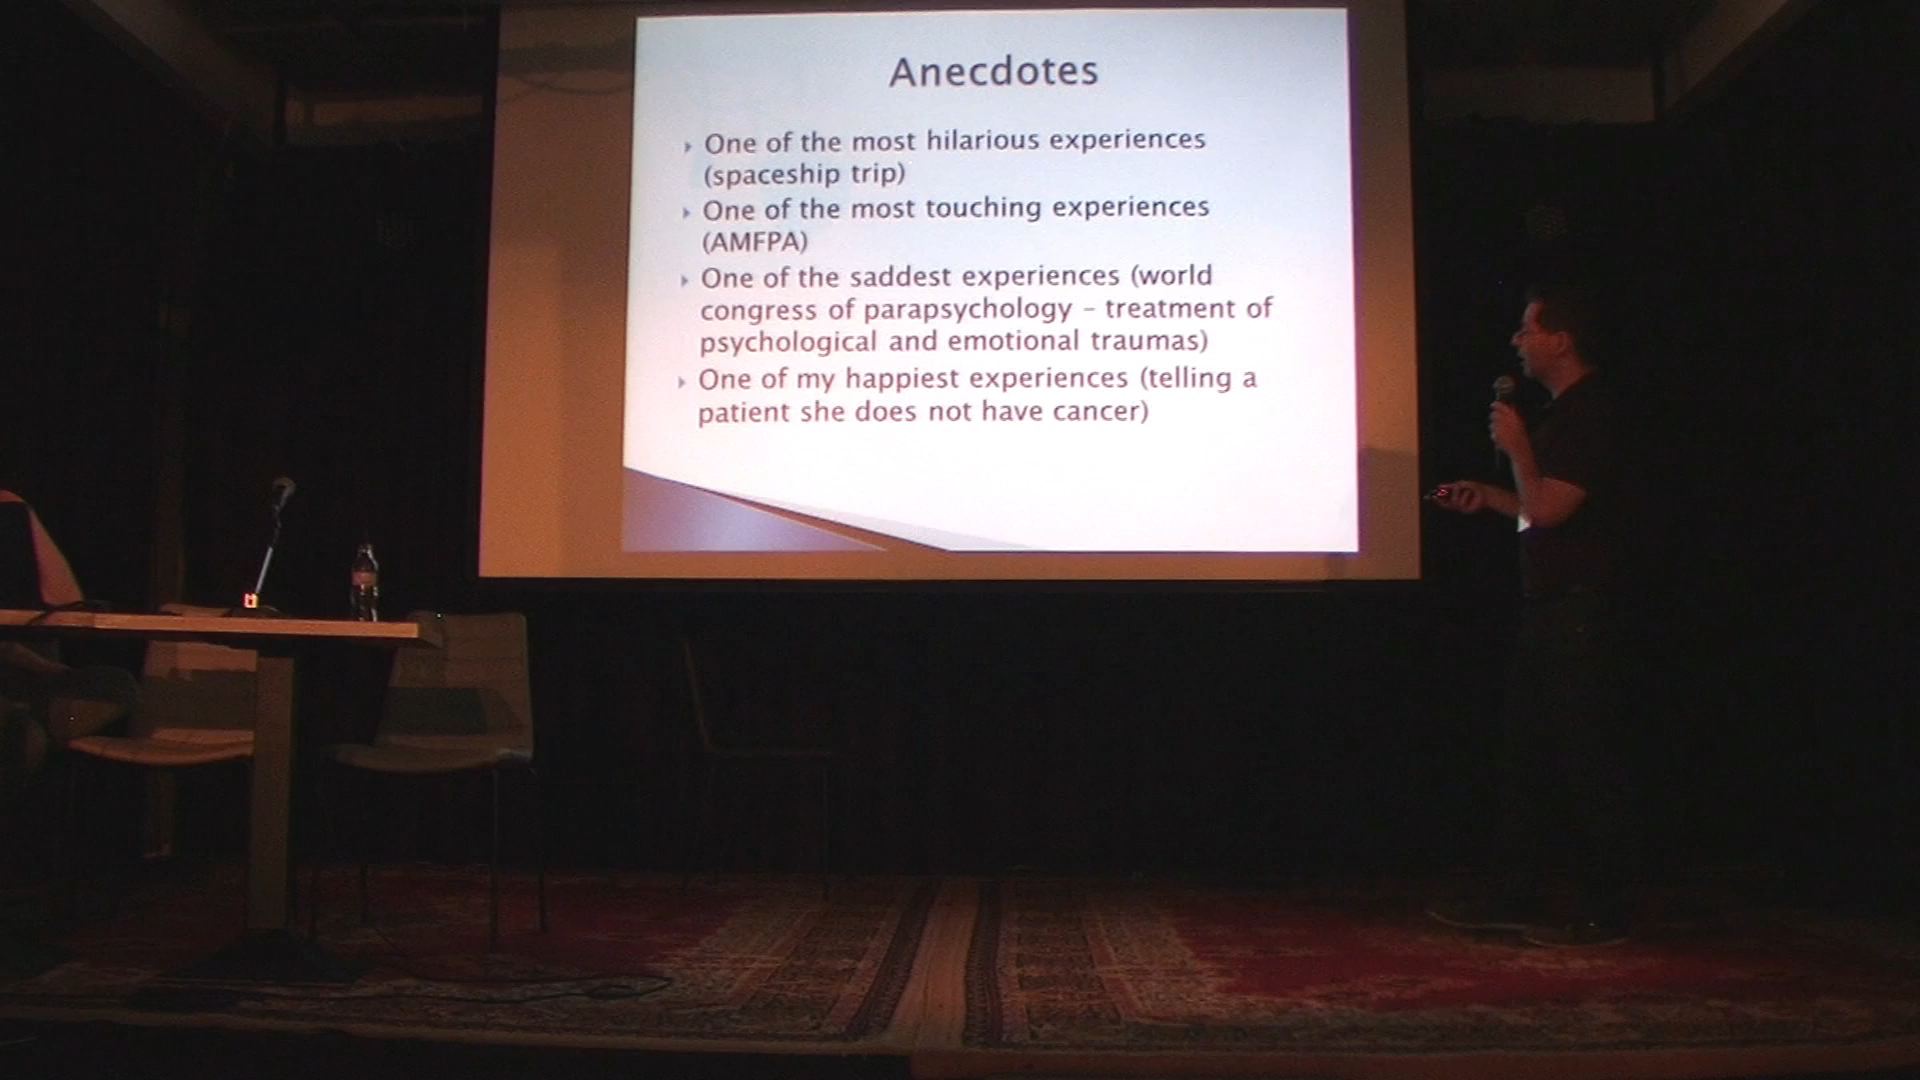 Anecdotes
One of the most hilarious experiences
(spaceship trip)
One of the most touching experiences
(AMFPA)
One of the saddest experiences (world
congress of parapsychology – treatment of
psychological and emotional traumas)
One of my happiest experiences (telling a
patient she does not have cancer)